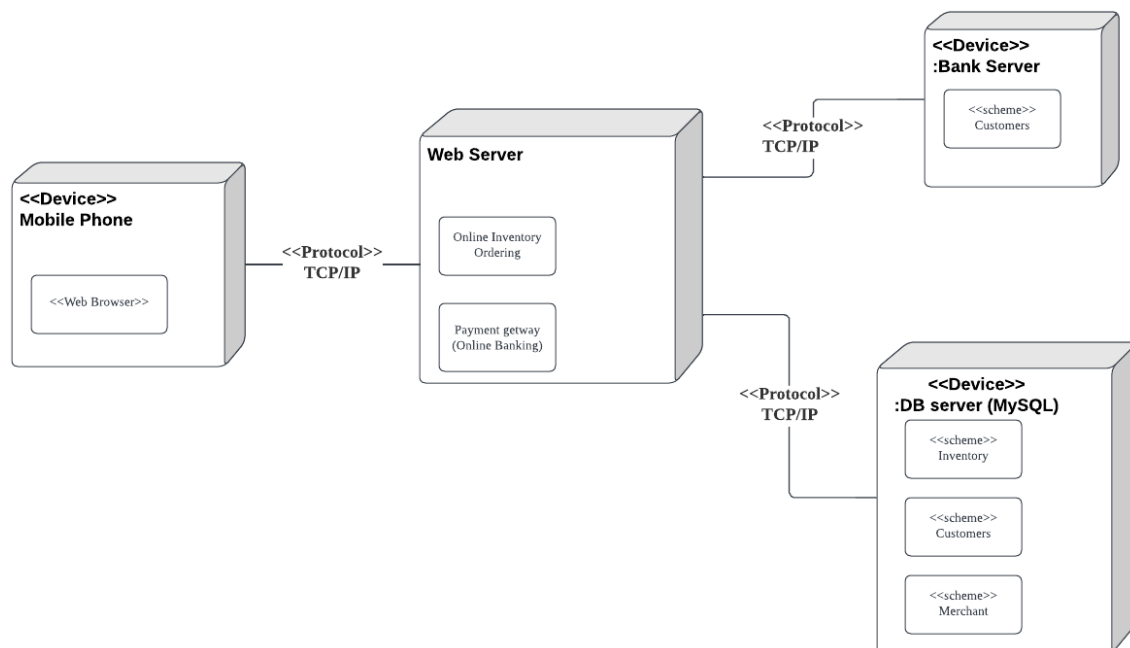 <<Device>>
Mobile Phone
<<Web Browser>>
<<Protocol>>
TCP/IP
Web Server
Online Inventory
Ordering
Payment getway
(Online Banking)
<<Protocol>>
TCP/IP
<<Device>>
:Bank Server
<<scheme>>
Customers
<<Protocol>>
TCP/IP
<<Device>>
:DB server (MySQL)
<<scheme>>
Inventory
<<scheme>>
Customers
<<scheme>>
Merchant